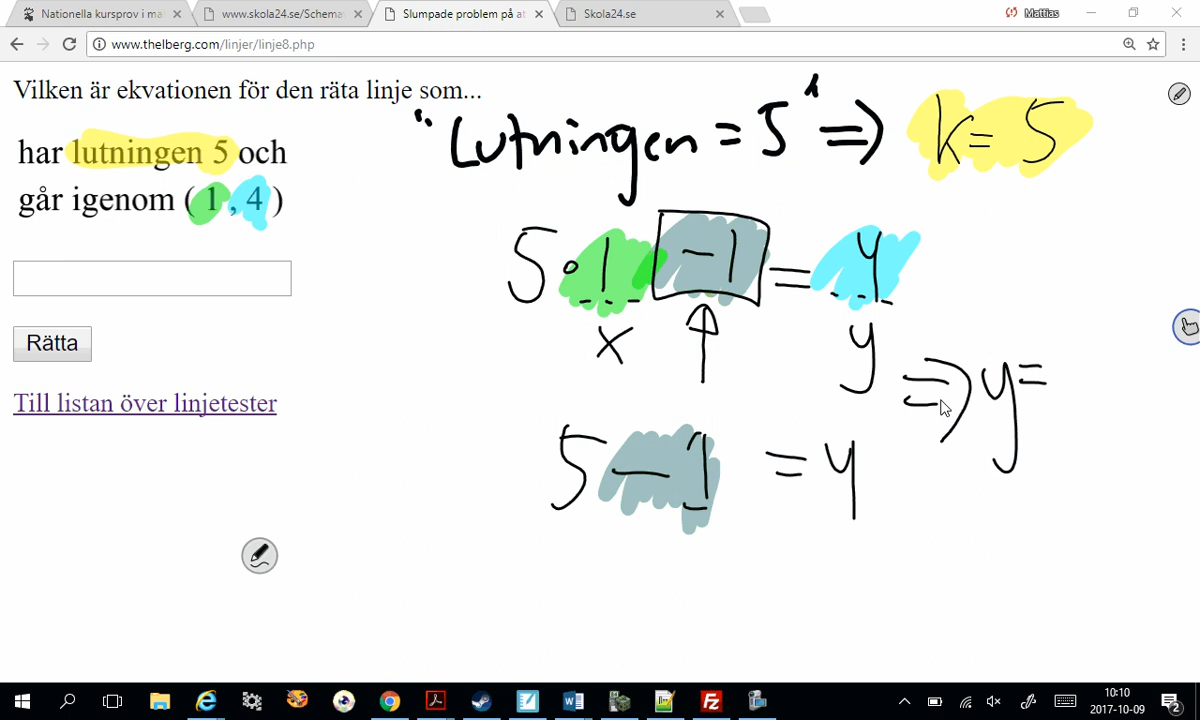 Nationella kursprov i ma
www.skola24.se/Schema
Slumpade problem på at
Skola24.se
Mattias
www.thelberg.com/linjer/linje8.php
Vilken är ekvationen för den räta linje som...
har lutningen 5 och
går igenom ( 1 , 4 )
Rätta
Till listan över linjetester
"Lutningen = 5" => k = 5
5 · 1 - 1 = 4
x ↑ y
=> y =
5 - 1 = 4
10:10
2017-10-09
2